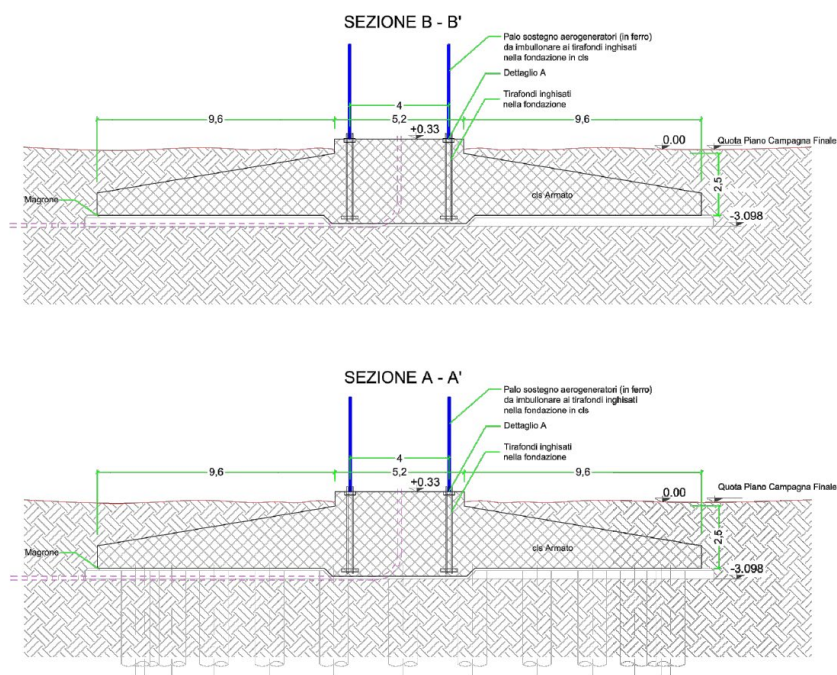 SEZIONE B - B'
Palo sostegno aerogeneratori (in ferro)
da imbullonare ai tirafondi inghisati
nella fondazione in cls
Dettaglio A
Tirafondi inghisati
nella fondazione
4
9,6
5,2
9,6
+0.33
0.00
Quota Piano Campagna Finale
2,5
cls Armato
Magrone
-3.098
SEZIONE A - A'
Palo sostegno aerogeneratori (in ferro)
da imbullonare ai tirafondi inghisati
nella fondazione in cls
Dettaglio A
Tirafondi inghisati
nella fondazione
4
9,6
5,2
9,6
+0.33
0.00
Quota Piano Campagna Finale
2,5
cls Armato
Magrone
-3.098